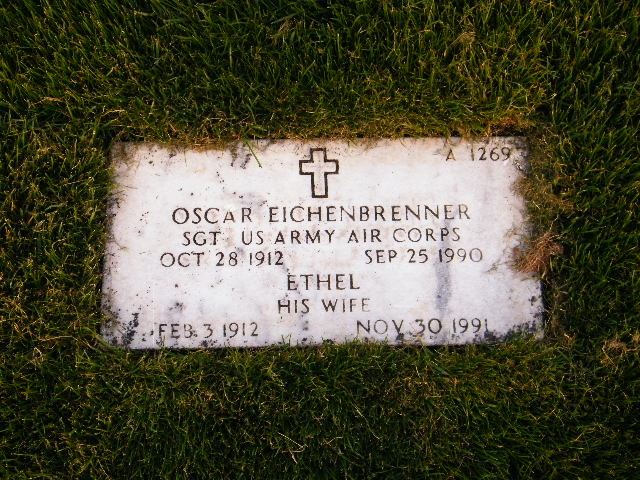 A 1269
OSCAR EICHENBRENNER
SGT US ARMY AIR CORPS
OCT 28 1912 SEP 25 1990
ETHEL
HIS WIFE
FEB 3 1912 NOV 30 1991